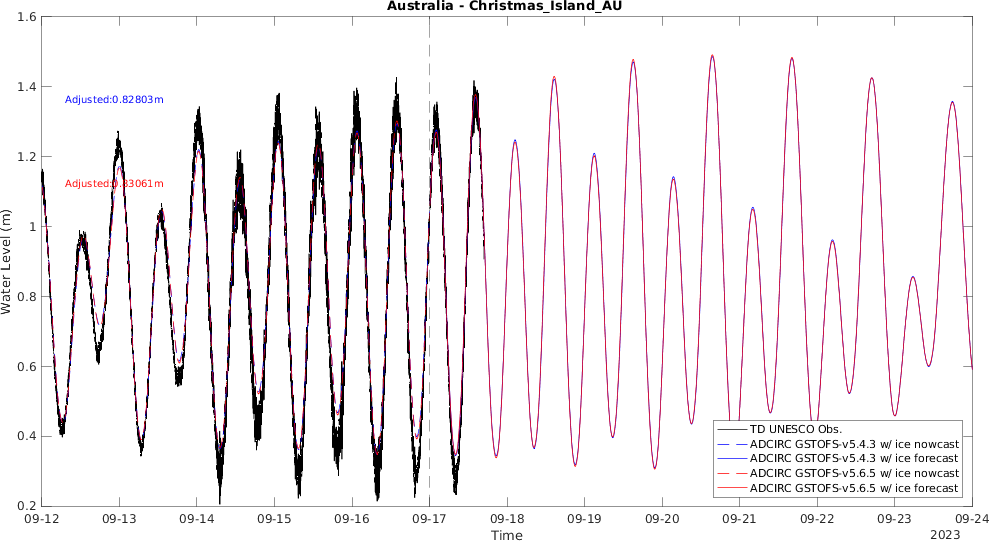 Australia - Christmas_Island_AU
1.6
1.4
1.2
1
0.8
0.6
0.4
0.2
Water Level (m)
Adjusted:0.82803m
Adjusted:0.83061m
TD UNESCO Obs.
ADCIRC GSTOFS-v5.4.3 w/ ice nowcast
ADCIRC GSTOFS-v5.4.3 w/ ice forecast
ADCIRC GSTOFS-v5.6.5 w/ ice nowcast
ADCIRC GSTOFS-v5.6.5 w/ ice forecast
09-12 09-13 09-14 09-15 09-16 09-17 09-18 09-19 09-20 09-21 09-22 09-23 09-24
Time
2023